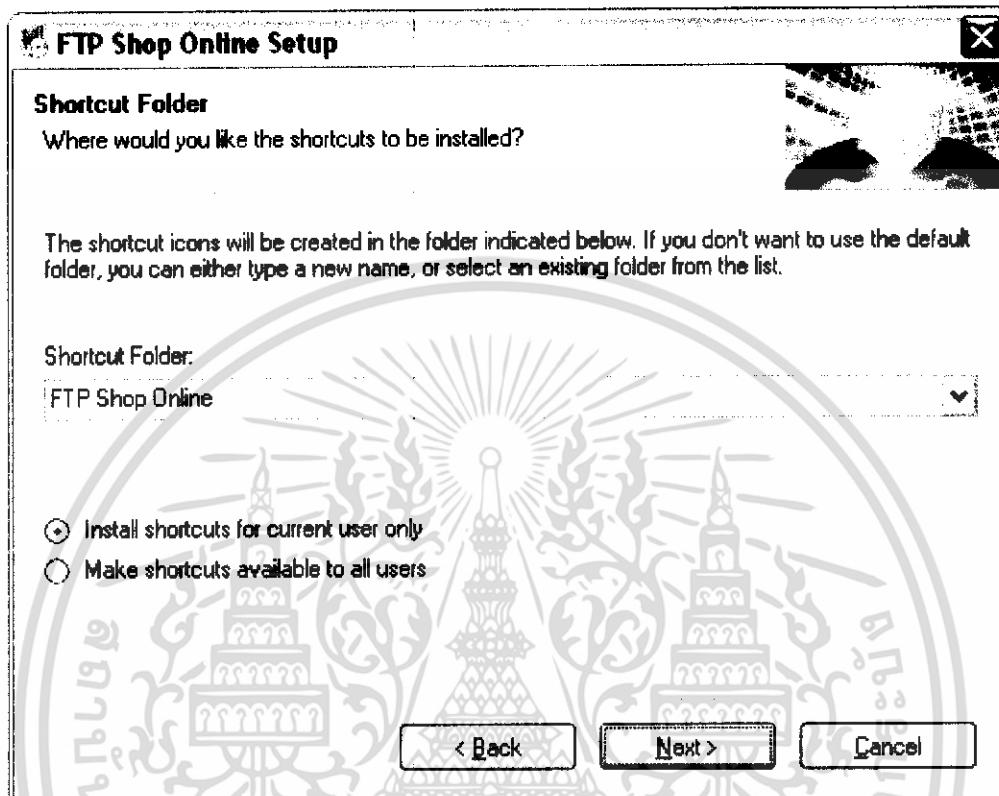 FTP Shop Online Setup
Shortcut Folder
Where would you like the shortcuts to be installed?
The shortcut icons will be created in the folder indicated below. If you don't want to use the default
folder, you can either type a new name, or select an existing folder from the list.
Shortcut Folder:
FTP Shop Online
Install shortcuts for current user only
Make shortcuts available to all users
< Back
Next >
Cancel